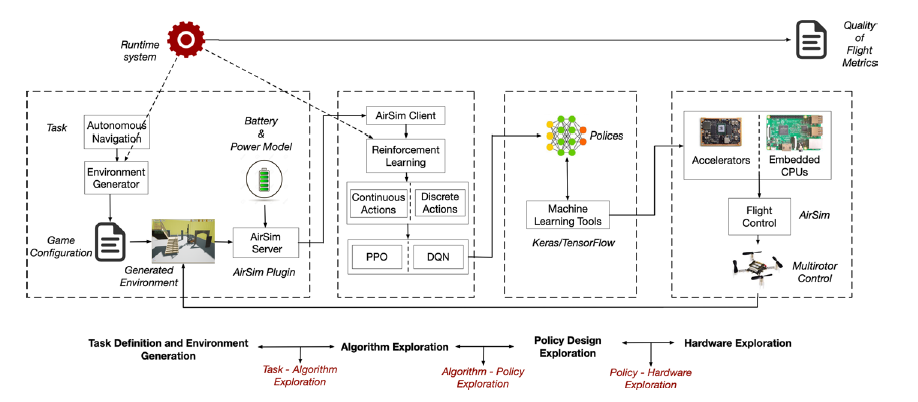 Runtime
system
Quality
of
Flight
Metrics
Task
Autonomous
Navigation
Environment
Generator
Game
Configuration
Generated
Environment
Battery
&
Power Model
AirSim
Server
AirSim Plugin
AirSim Client
Reinforcement
Learning
Continuous
Actions
Discrete
Actions
PPO
DQN
Polices
Machine
Learning Tools
Keras/TensorFlow
Accelerators
Embedded
CPUs
Flight
Control
AirSim
Multirotor
Control
Task Definition and Environment
Generation
Task - Algorithm
Exploration
Algorithm Exploration
Algorithm - Policy
Exploration
Policy Design
Exploration
Policy - Hardware
Exploration
Hardware Exploration